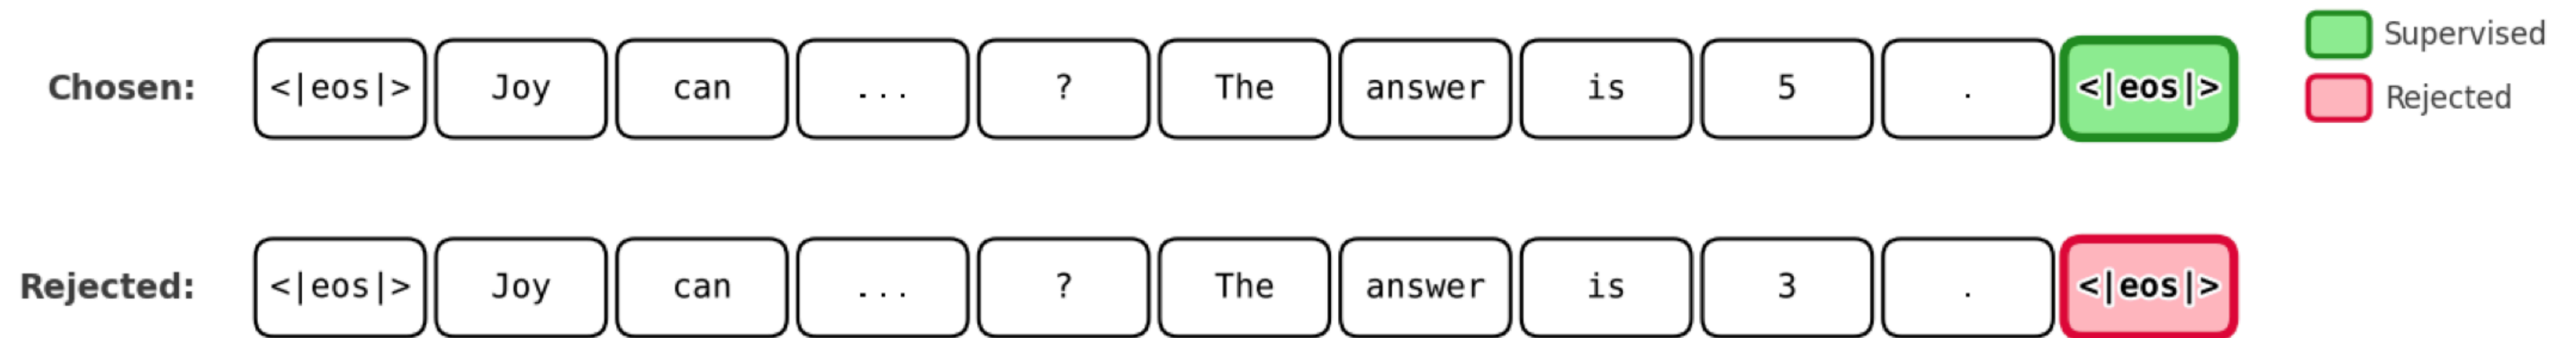 Chosen: <|eos|> Joy can ... ? The answer is 5 . <|eos|>
Supervised
Rejected
Rejected: <|eos|> Joy can ... ? The answer is 3 . <|eos|>